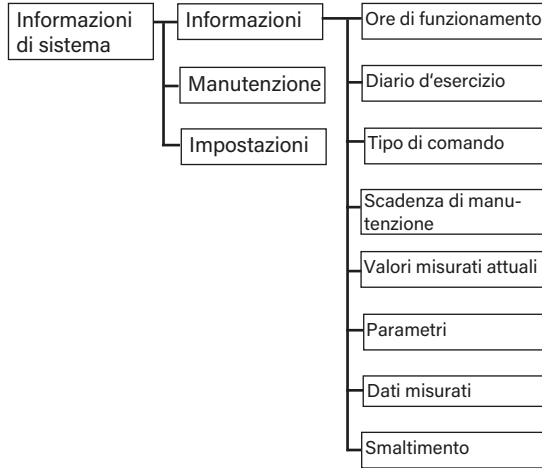 Informazioni
di sistema
Informazioni
Manutenzione
Impostazioni
Ore di funzionamento
Diario d‘esercizio
Tipo di comando
Scadenza di manu-
tenzione
Valori misurati attuali
Parametri
Dati misurati
Smaltimento